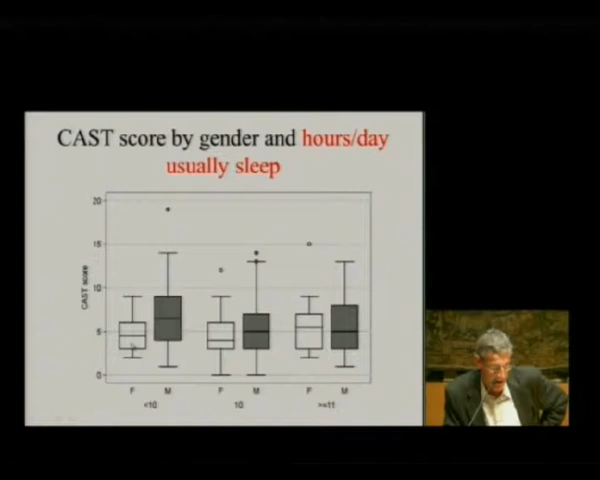 CAST score by gender and hours/day
usually sleep
20
15
10
5
0
CAST score
F M F M F M
<10 10 >=11